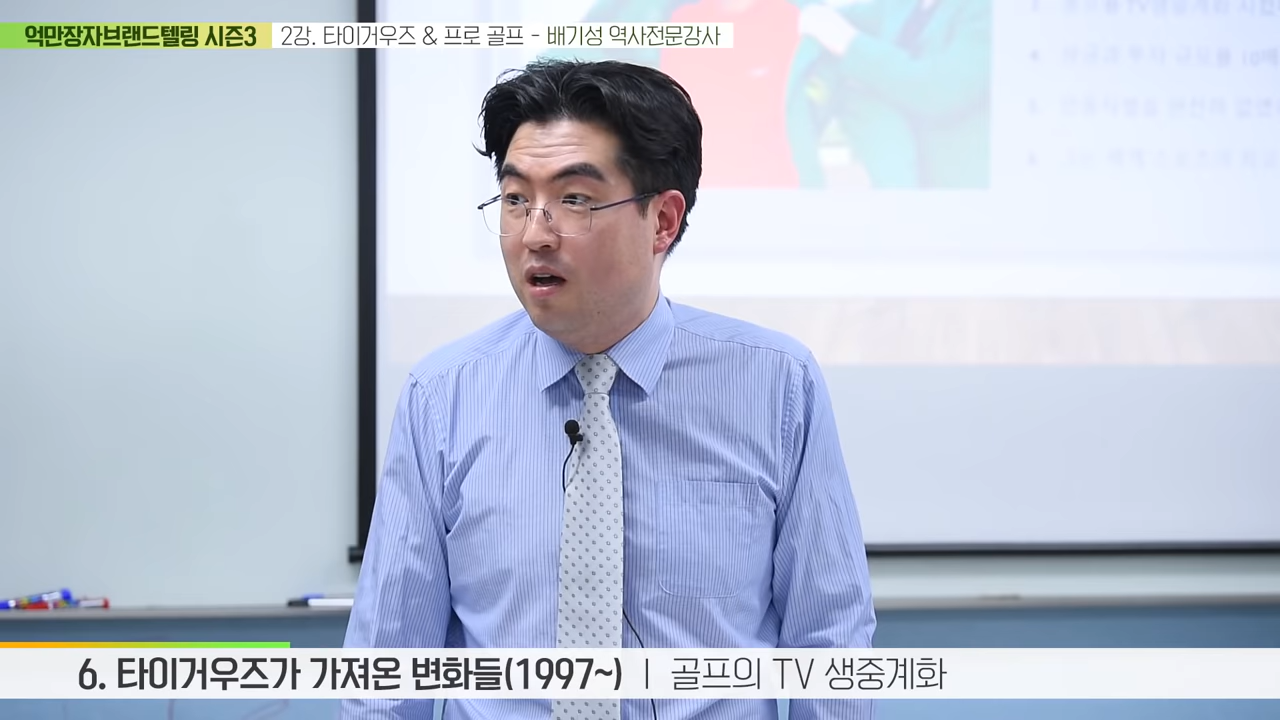 억만장자브랜드텔링 시즌3 2강. 타이거우즈 & 프로 골프 - 배기성 역사전문강사
6. 타이거우즈가 가져온 변화들(1997~) | 골프의 TV 생중계화